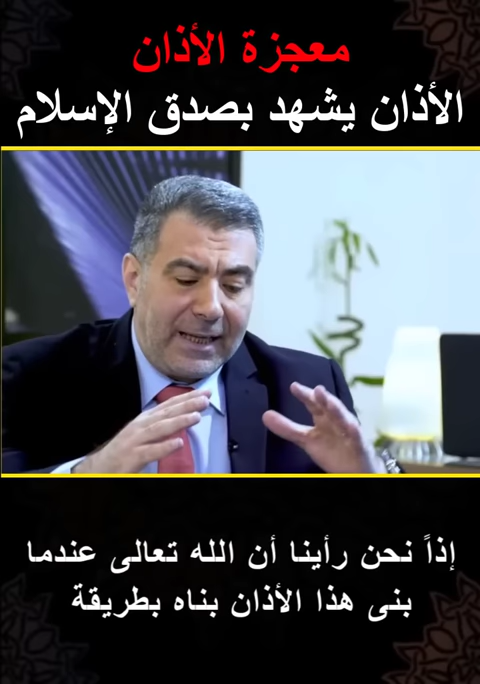 معجزة الأذان
الأذان يشهد بصدق الإسلام
إذاً نحن رأينا أن الله تعالى عندما
بنى هذا الأذان بناه بطريقة